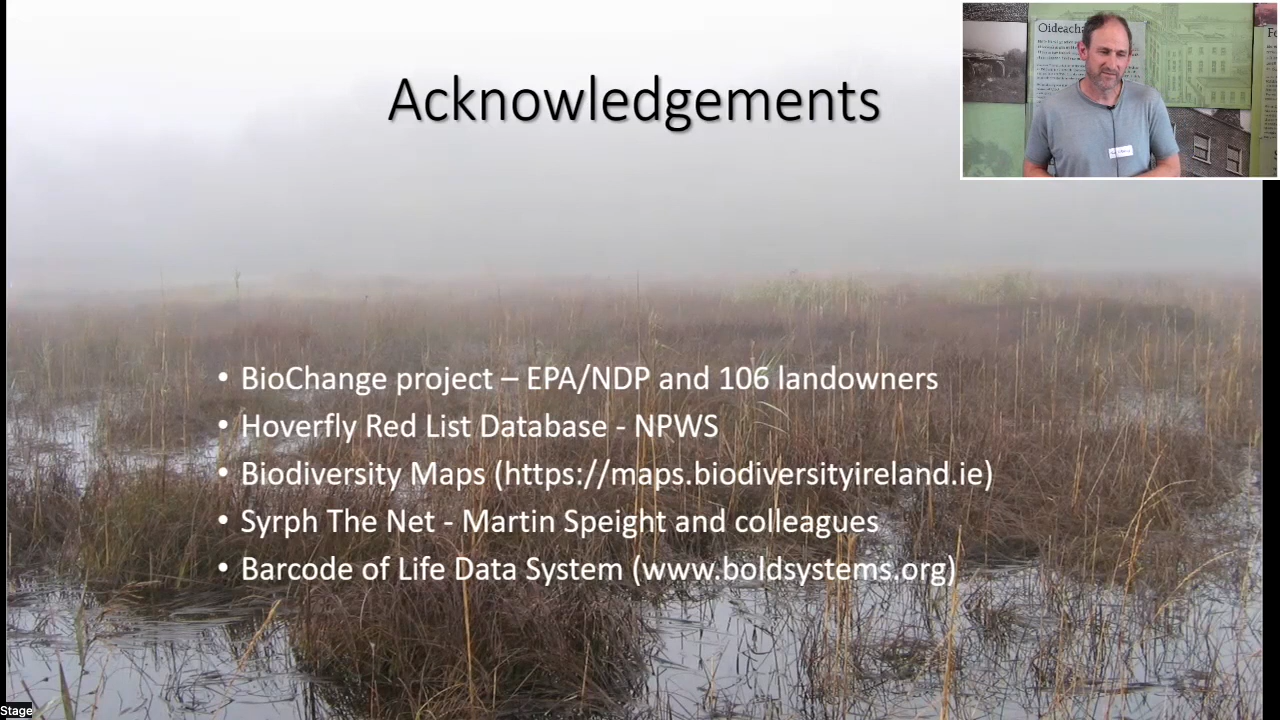 Acknowledgements
Oideacha
• BioChange project – EPA/NDP and 106 landowners
• Hoverfly Red List Database - NPWS
• Biodiversity Maps (https://maps.biodiversityireland.ie)
• Syrph The Net - Martin Speight and colleagues
• Barcode of Life Data System (www.boldsystems.org)
Stage